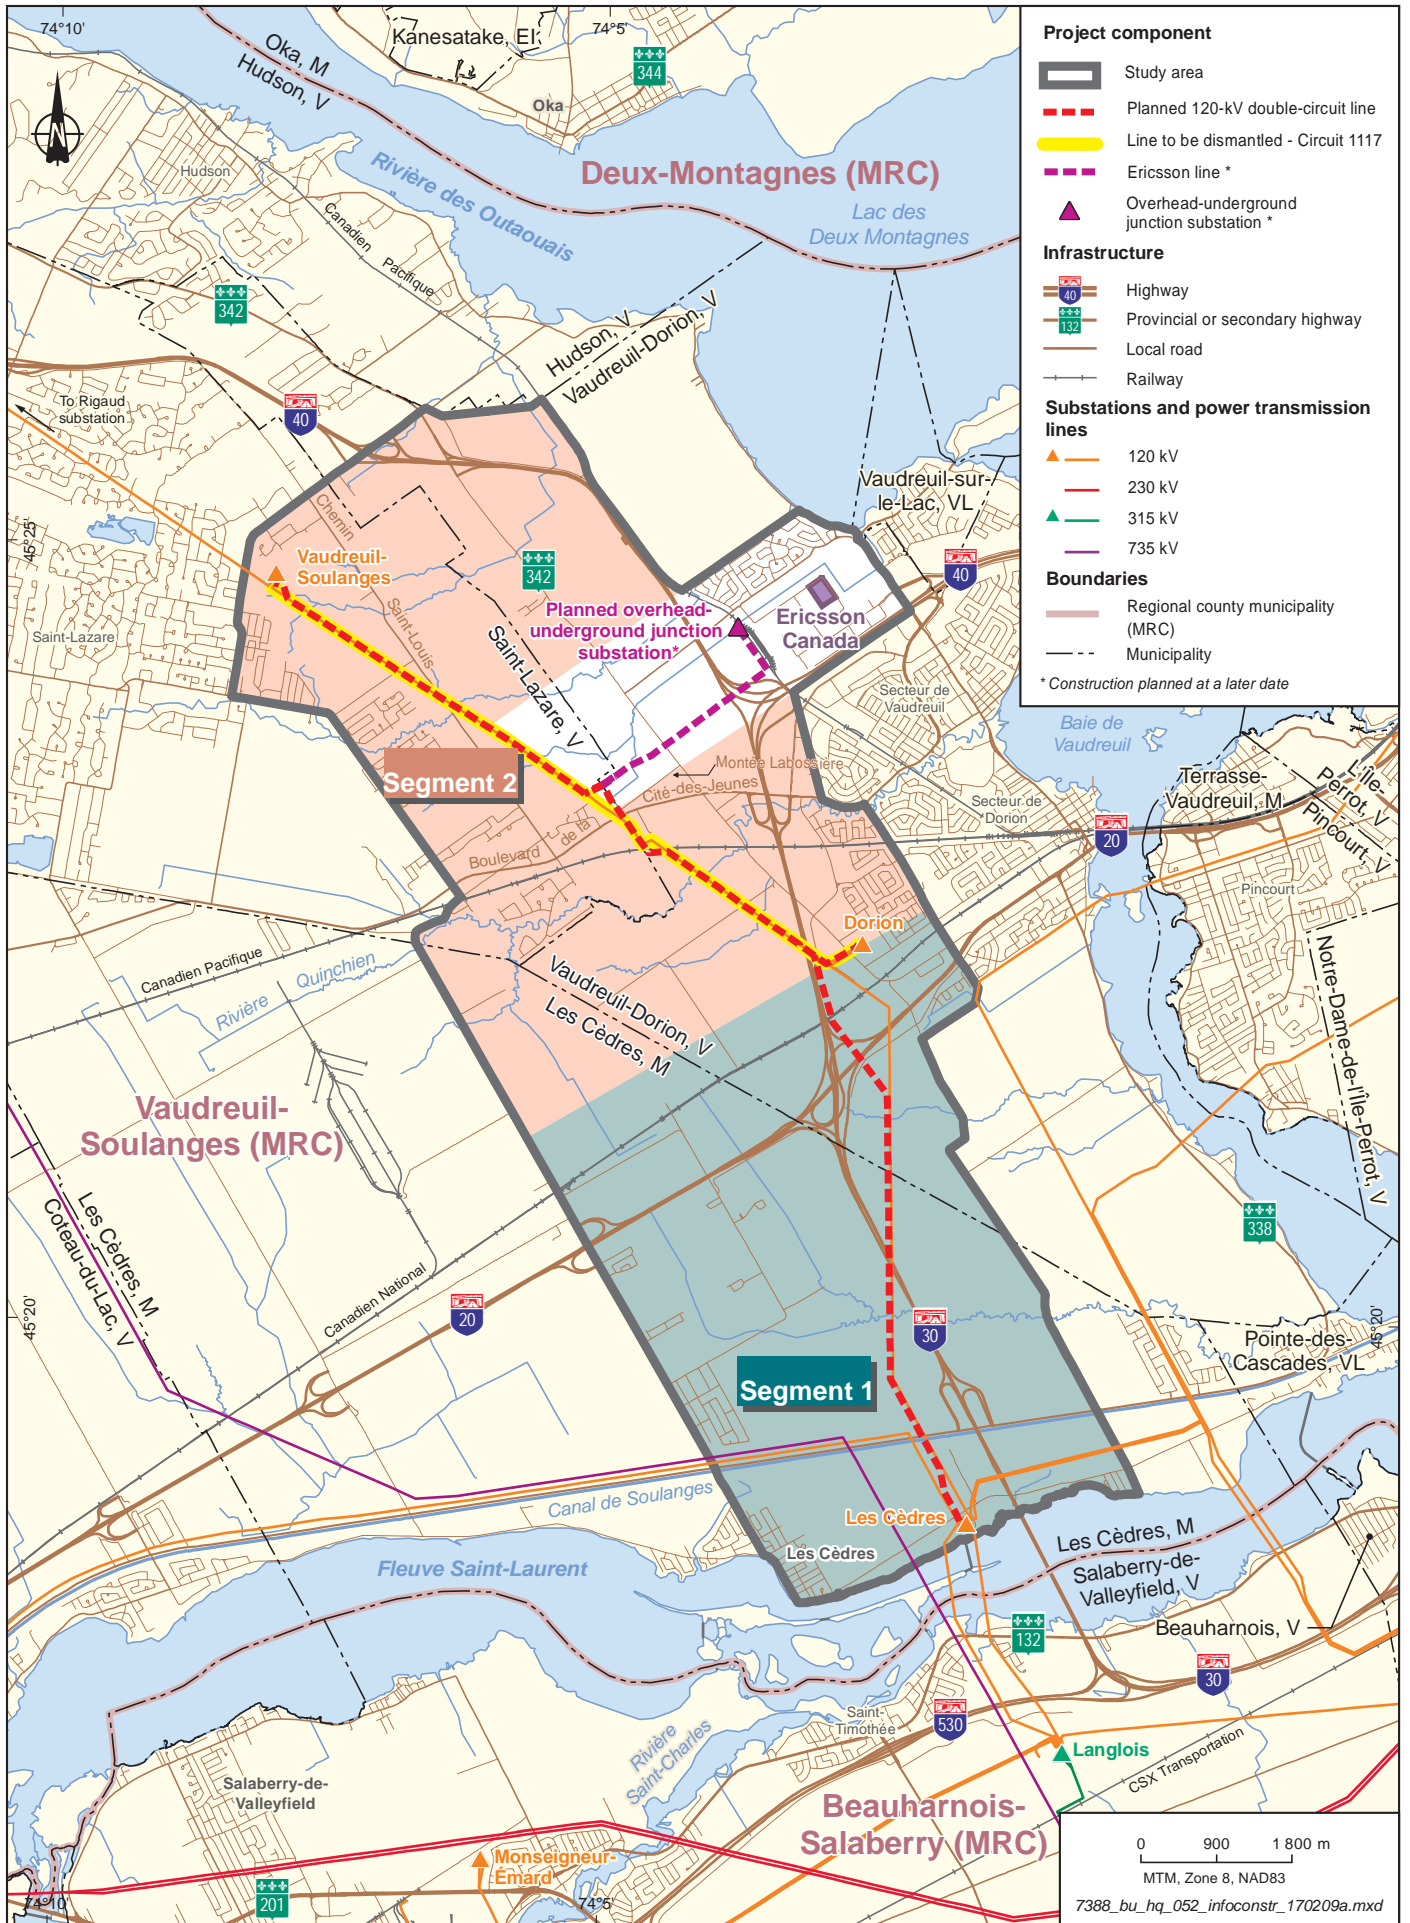 74°10'
74°5'
Kanesatake, EI
344
Oka
Oka, M
Hudson, V
N
Hudson
Rivière des Outaouais
Deux-Montagnes (MRC)
Lac des
Deux Montagnes
Canadien
Pacifique
342
Hudson, V
Vaudreuil-Dorion, V
To Rigaud
substation
40
Vaudreuil-sur-
le-Lac, VL
40
45°25'
Chemin
Saint-Louis
Vaudreuil-
Soulanges
342
Planned overhead-
underground junction
substation*
Ericsson
Canada
Saint-Lazare
Saint-Lazare, V
Secteur de
Vaudreuil
Baie de
Vaudreuil
Segment 2
Montée Labossière
Cité-des-Jeunes
de la
Boulevard
Secteur de
Dorion
Terrasse-
Vaudreuil, M
L'Île-
Perrot, V
Pincourt, V
20
Pincourt
Dorion
Notre-Dame-de-l'Île-Perrot, V
Canadien Pacifique
Rivière
Quinchien
Vaudreuil-Dorion, V
Les Cèdres, M
Vaudreuil-
Soulanges (MRC)
Les Cèdres, M
Coteau-du-Lac, V
338
Canadien National
45°20'
20
30
45°20'
Pointe-des-
Cascades, VL
Segment 1
Canal de Soulanges
Les Cèdres
Les Cèdres
Fleuve Saint-Laurent
Les Cèdres, M
Salaberry-de-
Valleyfield, V
132
Beauharnois, V
30
Saint-
Timothée
530
Rivière
Saint-Charles
Langlois
CSX Transportation
Salaberry-de-
Valleyfield
Beauharnois-
Salaberry (MRC)
Monseigneur-
Émard
201
74°10'
74°5'
Project component
Study area
Planned 120-kV double-circuit line
Line to be dismantled - Circuit 1117
Ericsson line *
Overhead-underground
junction substation *
Infrastructure
40
Highway
132
Provincial or secondary highway
Local road
Railway
Substations and power transmission
lines
120 kV
230 kV
315 kV
735 kV
Boundaries
Regional county municipality
(MRC)
Municipality
* Construction planned at a later date
0 900 1 800 m
MTM, Zone 8, NAD83
7388_bu_hq_052_infoconstr_170209a.mxd